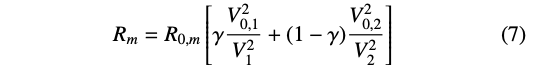 $R_m = R_{0,m} \left[ \gamma \frac{V_{0,1}^2}{V_1^2} + (1 - \gamma) \frac{V_{0,2}^2}{V_2^2} \right]$ (7)